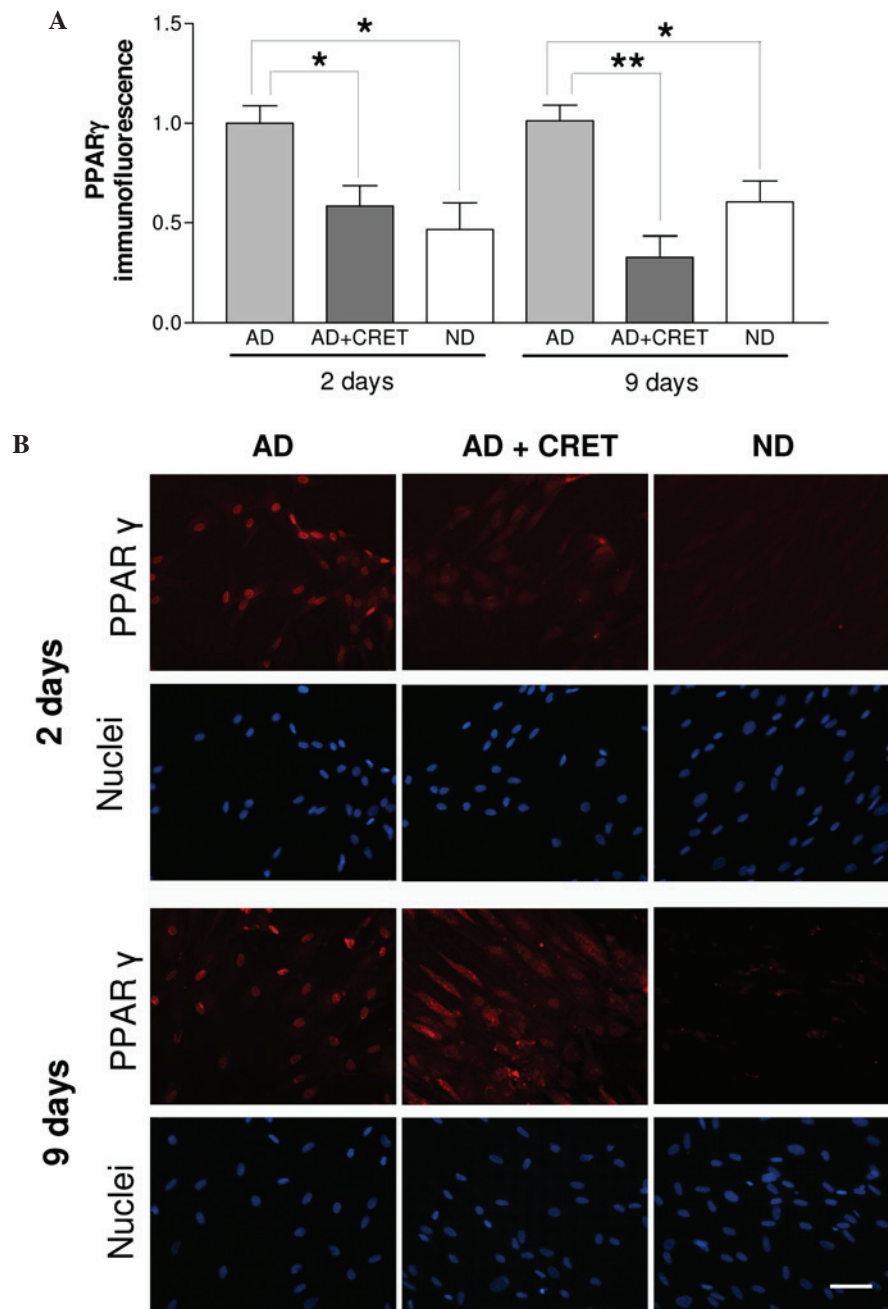 A
PPARγ
immunofluorescence
1.5
1.0
0.5
0.0
* * * **
AD AD+CRET ND AD AD+CRET ND
2 days 9 days
B
AD AD + CRET ND
2 days
PPAR γ
Nuclei
9 days
PPAR γ
Nuclei